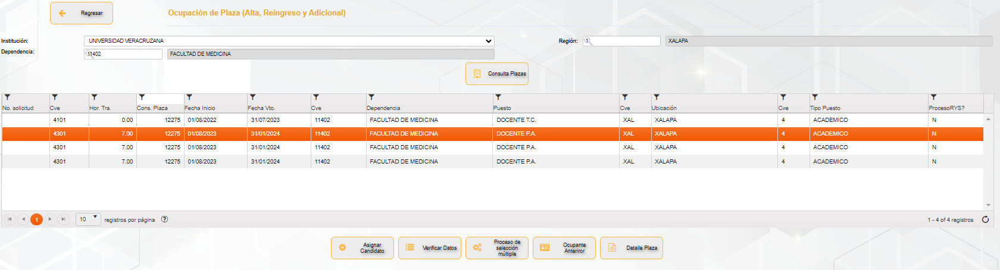 Regresar
Ocupación de Plaza (Alta, Reingreso y Adicional)
Institución: UNIVERSIDAD VERACRUZANA Región: 1 XALAPA
Dependencia: 11402 FACULTAD DE MEDICINA
Consulta Plazas
No. solicitud Cve Hor. Tra. Cons. Plaza Fecha Inicio Fecha Vto. Cve Dependencia Puesto Cve Ubicación Cve Tipo Puesto ProcesoRYS?
4101 0.00 12275 01/08/2022 31/07/2023 11402 FACULTAD DE MEDICINA DOCENTE T.C. XAL XALAPA 4 ACADEMICO N
4301 7.00 12275 01/08/2023 31/01/2024 11402 FACULTAD DE MEDICINA DOCENTE P.A. XAL XALAPA 4 ACADEMICO N
4301 7.00 12275 01/08/2023 31/01/2024 11402 FACULTAD DE MEDICINA DOCENTE P.A. XAL XALAPA 4 ACADEMICO N
4301 7.00 12275 01/08/2023 31/01/2024 11402 FACULTAD DE MEDICINA DOCENTE P.A. XAL XALAPA 4 ACADEMICO N
1 10 registros por página 1 - 4 of 4 registros
Asignar
Candidato
Verificar Datos
Proceso de
selección
múltiple
Ocupante
Anteriror
Detalle Plaza